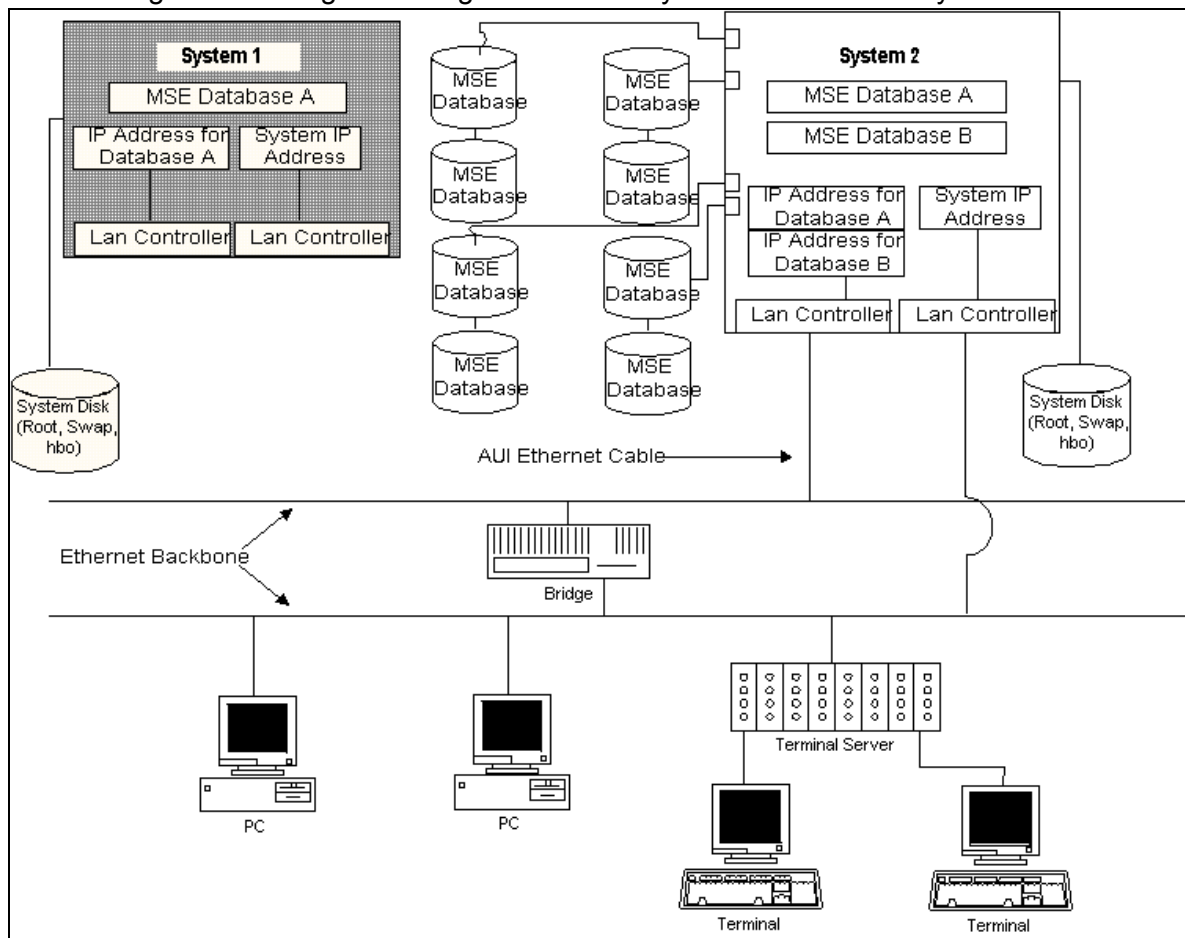 System 1
MSE Database A
IP Address for
Database A
System IP
Address
Lan Controller
Lan Controller
System Disk
(Root, Swap,
hbo)
MSE
Database
MSE
Database
MSE
Database
MSE
Database
MSE
Database
MSE
Database
MSE
Database
MSE
Database
System 2
MSE Database A
MSE Database B
IP Address for
Database A
IP Address for
Database B
System IP
Address
Lan Controller
Lan Controller
System Disk
(Root, Swap,
hbo)
AUI Ethernet Cable
Ethernet Backbone
Bridge
PC
PC
Terminal Server
Terminal
Terminal